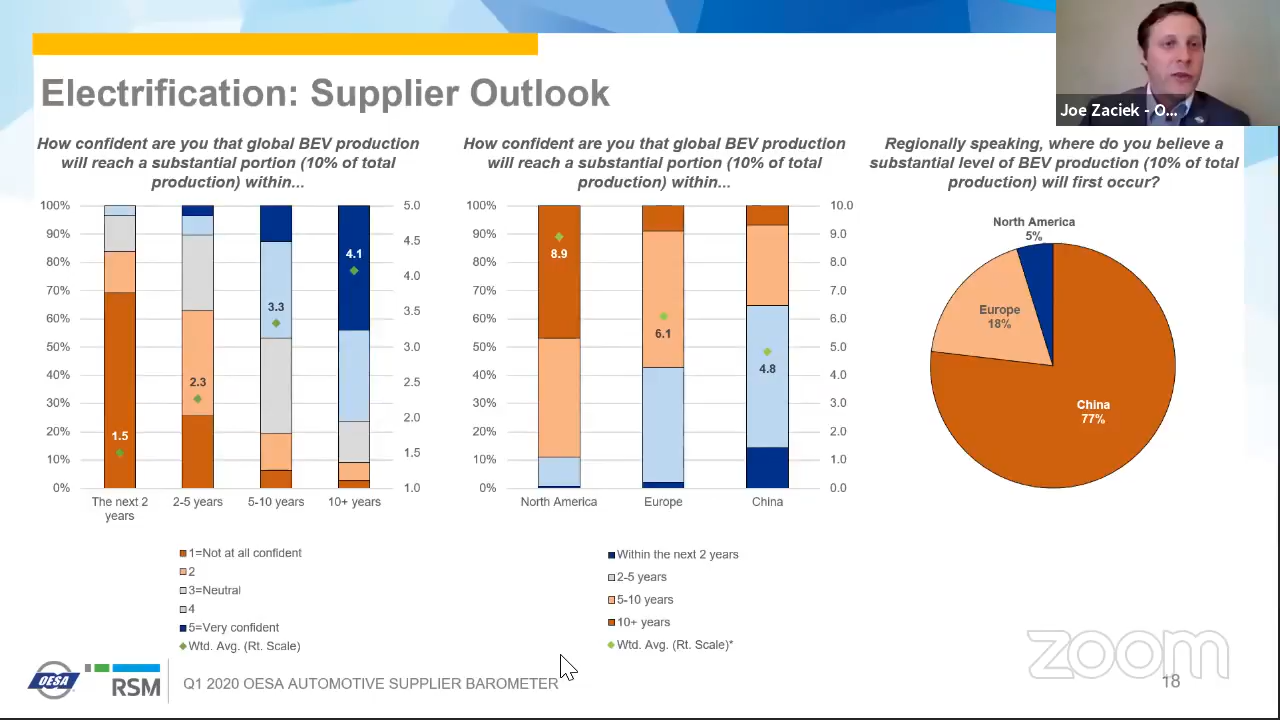 Joe Zaciek - O...
Electrification: Supplier Outlook
How confident are you that global BEV production
will reach a substantial portion (10% of total
production) within...
100%
90%
80%
70%
60%
50%
40%
30%
20%
10%
0%
5.0
4.5
4.0
3.5
3.0
2.5
2.0
1.5
1.0
1.5
2.3
3.3
4.1
The next 2
years
2-5 years
5-10 years
10+ years
1=Not at all confident
2
3=Neutral
4
5=Very confident
Wtd. Avg. (Rt. Scale)
How confident are you that global BEV production
will reach a substantial portion (10% of total
production) within...
100%
90%
80%
70%
60%
50%
40%
30%
20%
10%
0%
10.0
9.0
8.0
7.0
6.0
5.0
4.0
3.0
2.0
1.0
0.0
8.9
6.1
4.8
North America
Europe
China
Within the next 2 years
2-5 years
5-10 years
10+ years
Wtd. Avg. (Rt. Scale)*
Regionally speaking, where do you believe a
substantial level of BEV production (10% of total
production) will first occur?
North America
5%
Europe
18%
China
77%
OESA
RSM
Q1 2020 OESA AUTOMOTIVE SUPPLIER BAROMETER
zoom
18